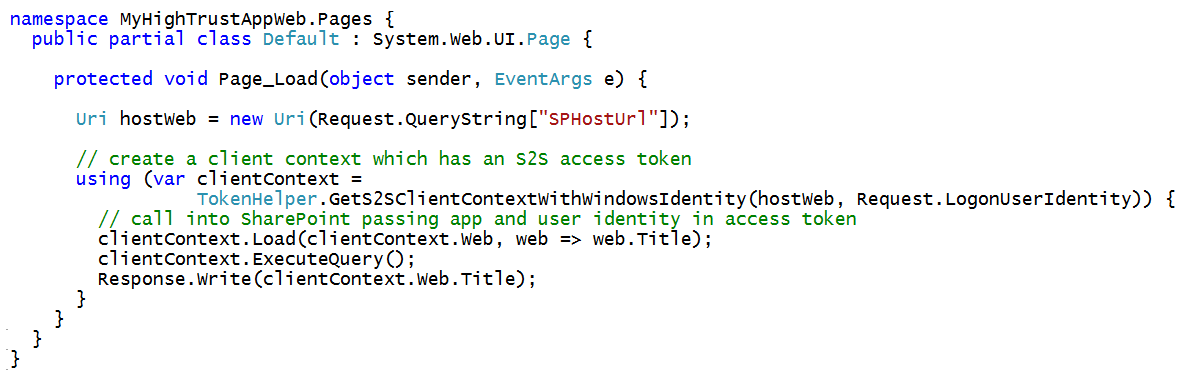 namespace MyHighTrustAppWeb.Pages {
  public partial class Default : System.Web.UI.Page {

    protected void Page_Load(object sender, EventArgs e) {

      Uri hostWeb = new Uri(Request.QueryString["SPHostUrl"]);

      // create a client context which has an S2S access token
      using (var clientContext =
                 TokenHelper.GetS2SClientContextWithWindowsIdentity(hostWeb, Request.LogonUserIdentity)) {
        // call into SharePoint passing app and user identity in access token
        clientContext.Load(clientContext.Web, web => web.Title);
        clientContext.ExecuteQuery();
        Response.Write(clientContext.Web.Title);
      }
    }
  }
}